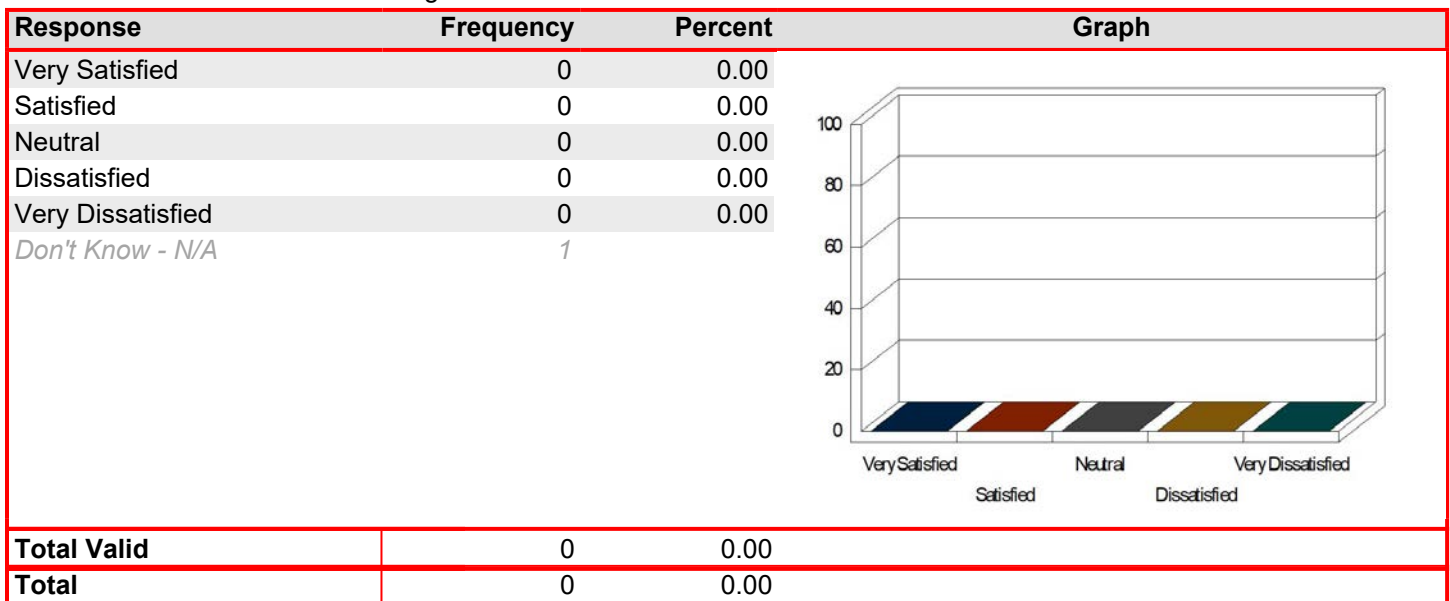 Response Frequency Percent Graph
Very Satisfied 0 0.00
Satisfied 0 0.00
Neutral 0 0.00
Dissatisfied 0 0.00
Very Dissatisfied 0 0.00
Don't Know - N/A 1
100
80
60
40
20
0
Very Satisfied Neutral Very Dissatisfied
Satisfied Dissatisfied
Total Valid 0 0.00
Total 0 0.00